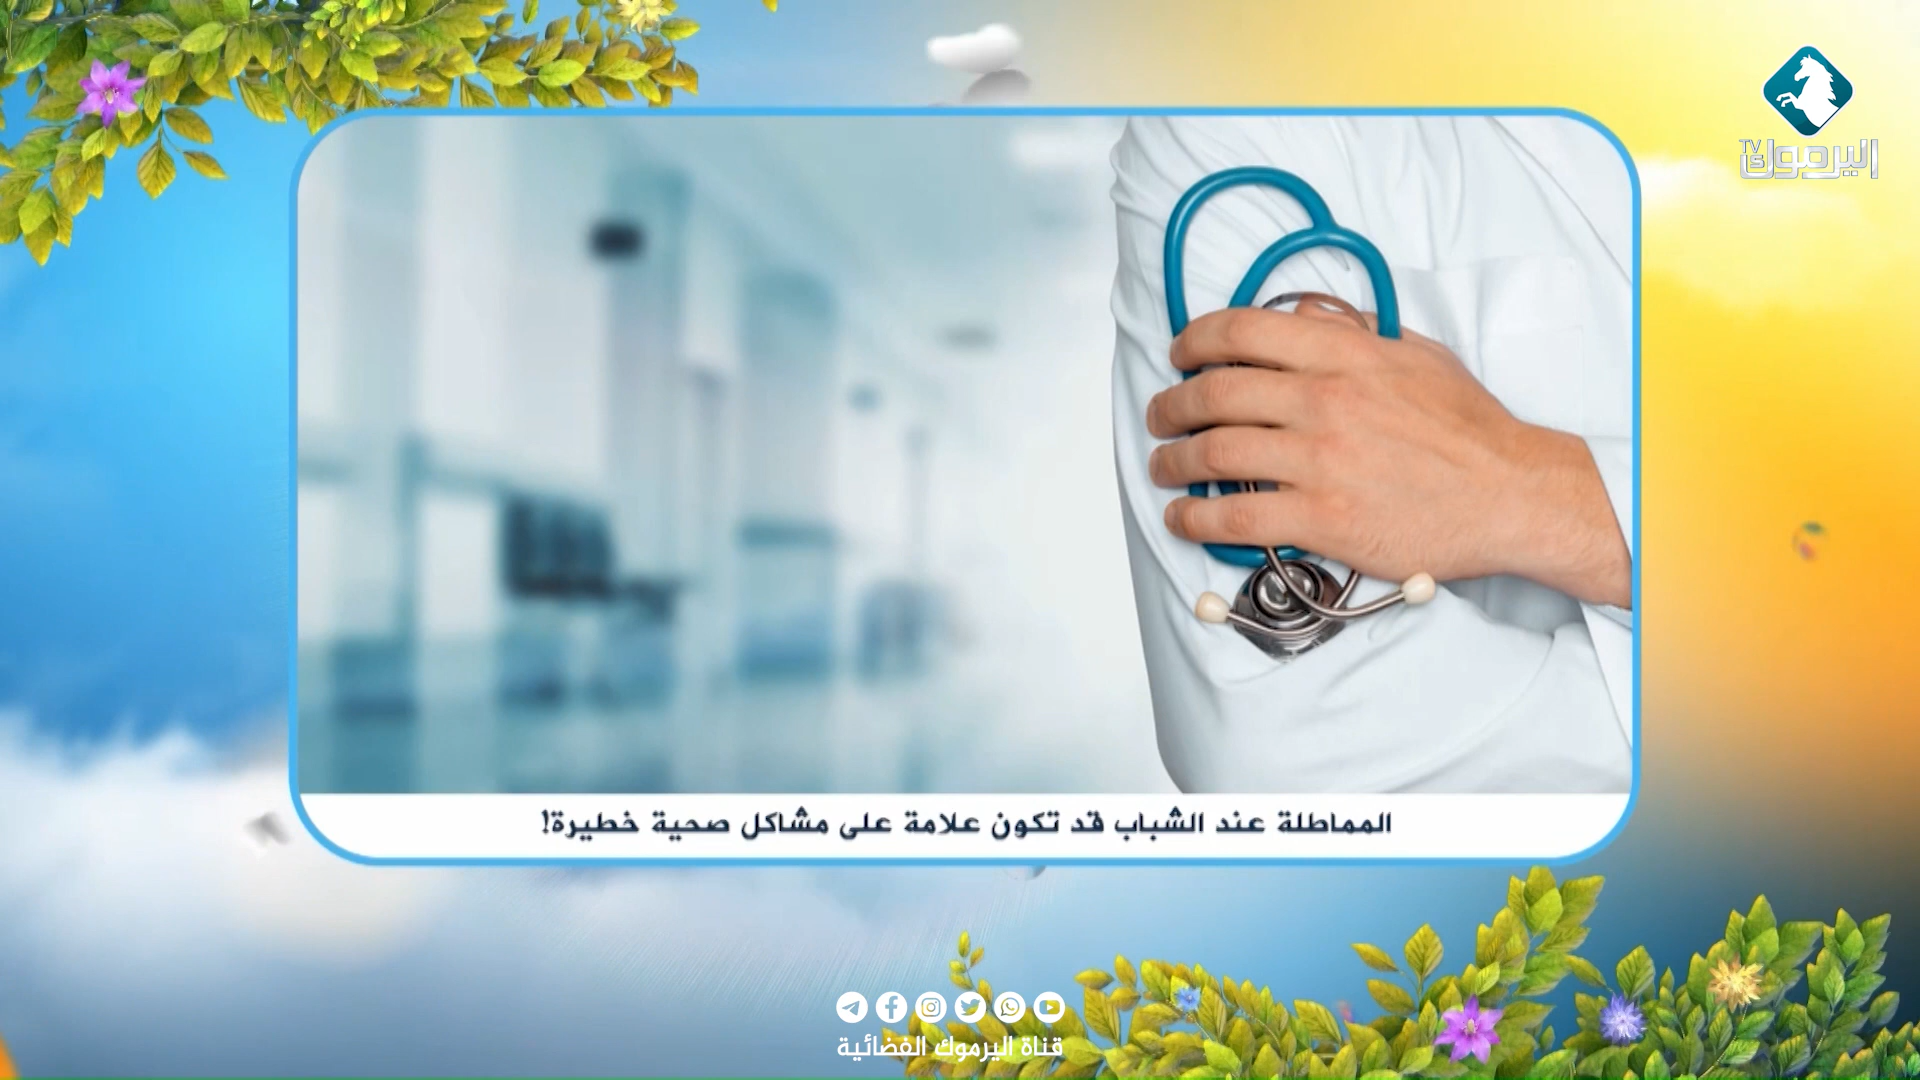 اليرموك
TV
المماطلة عند الشباب قد تكون علامة على مشاكل صحية خطيرة!
قناة اليرموك الفضائية